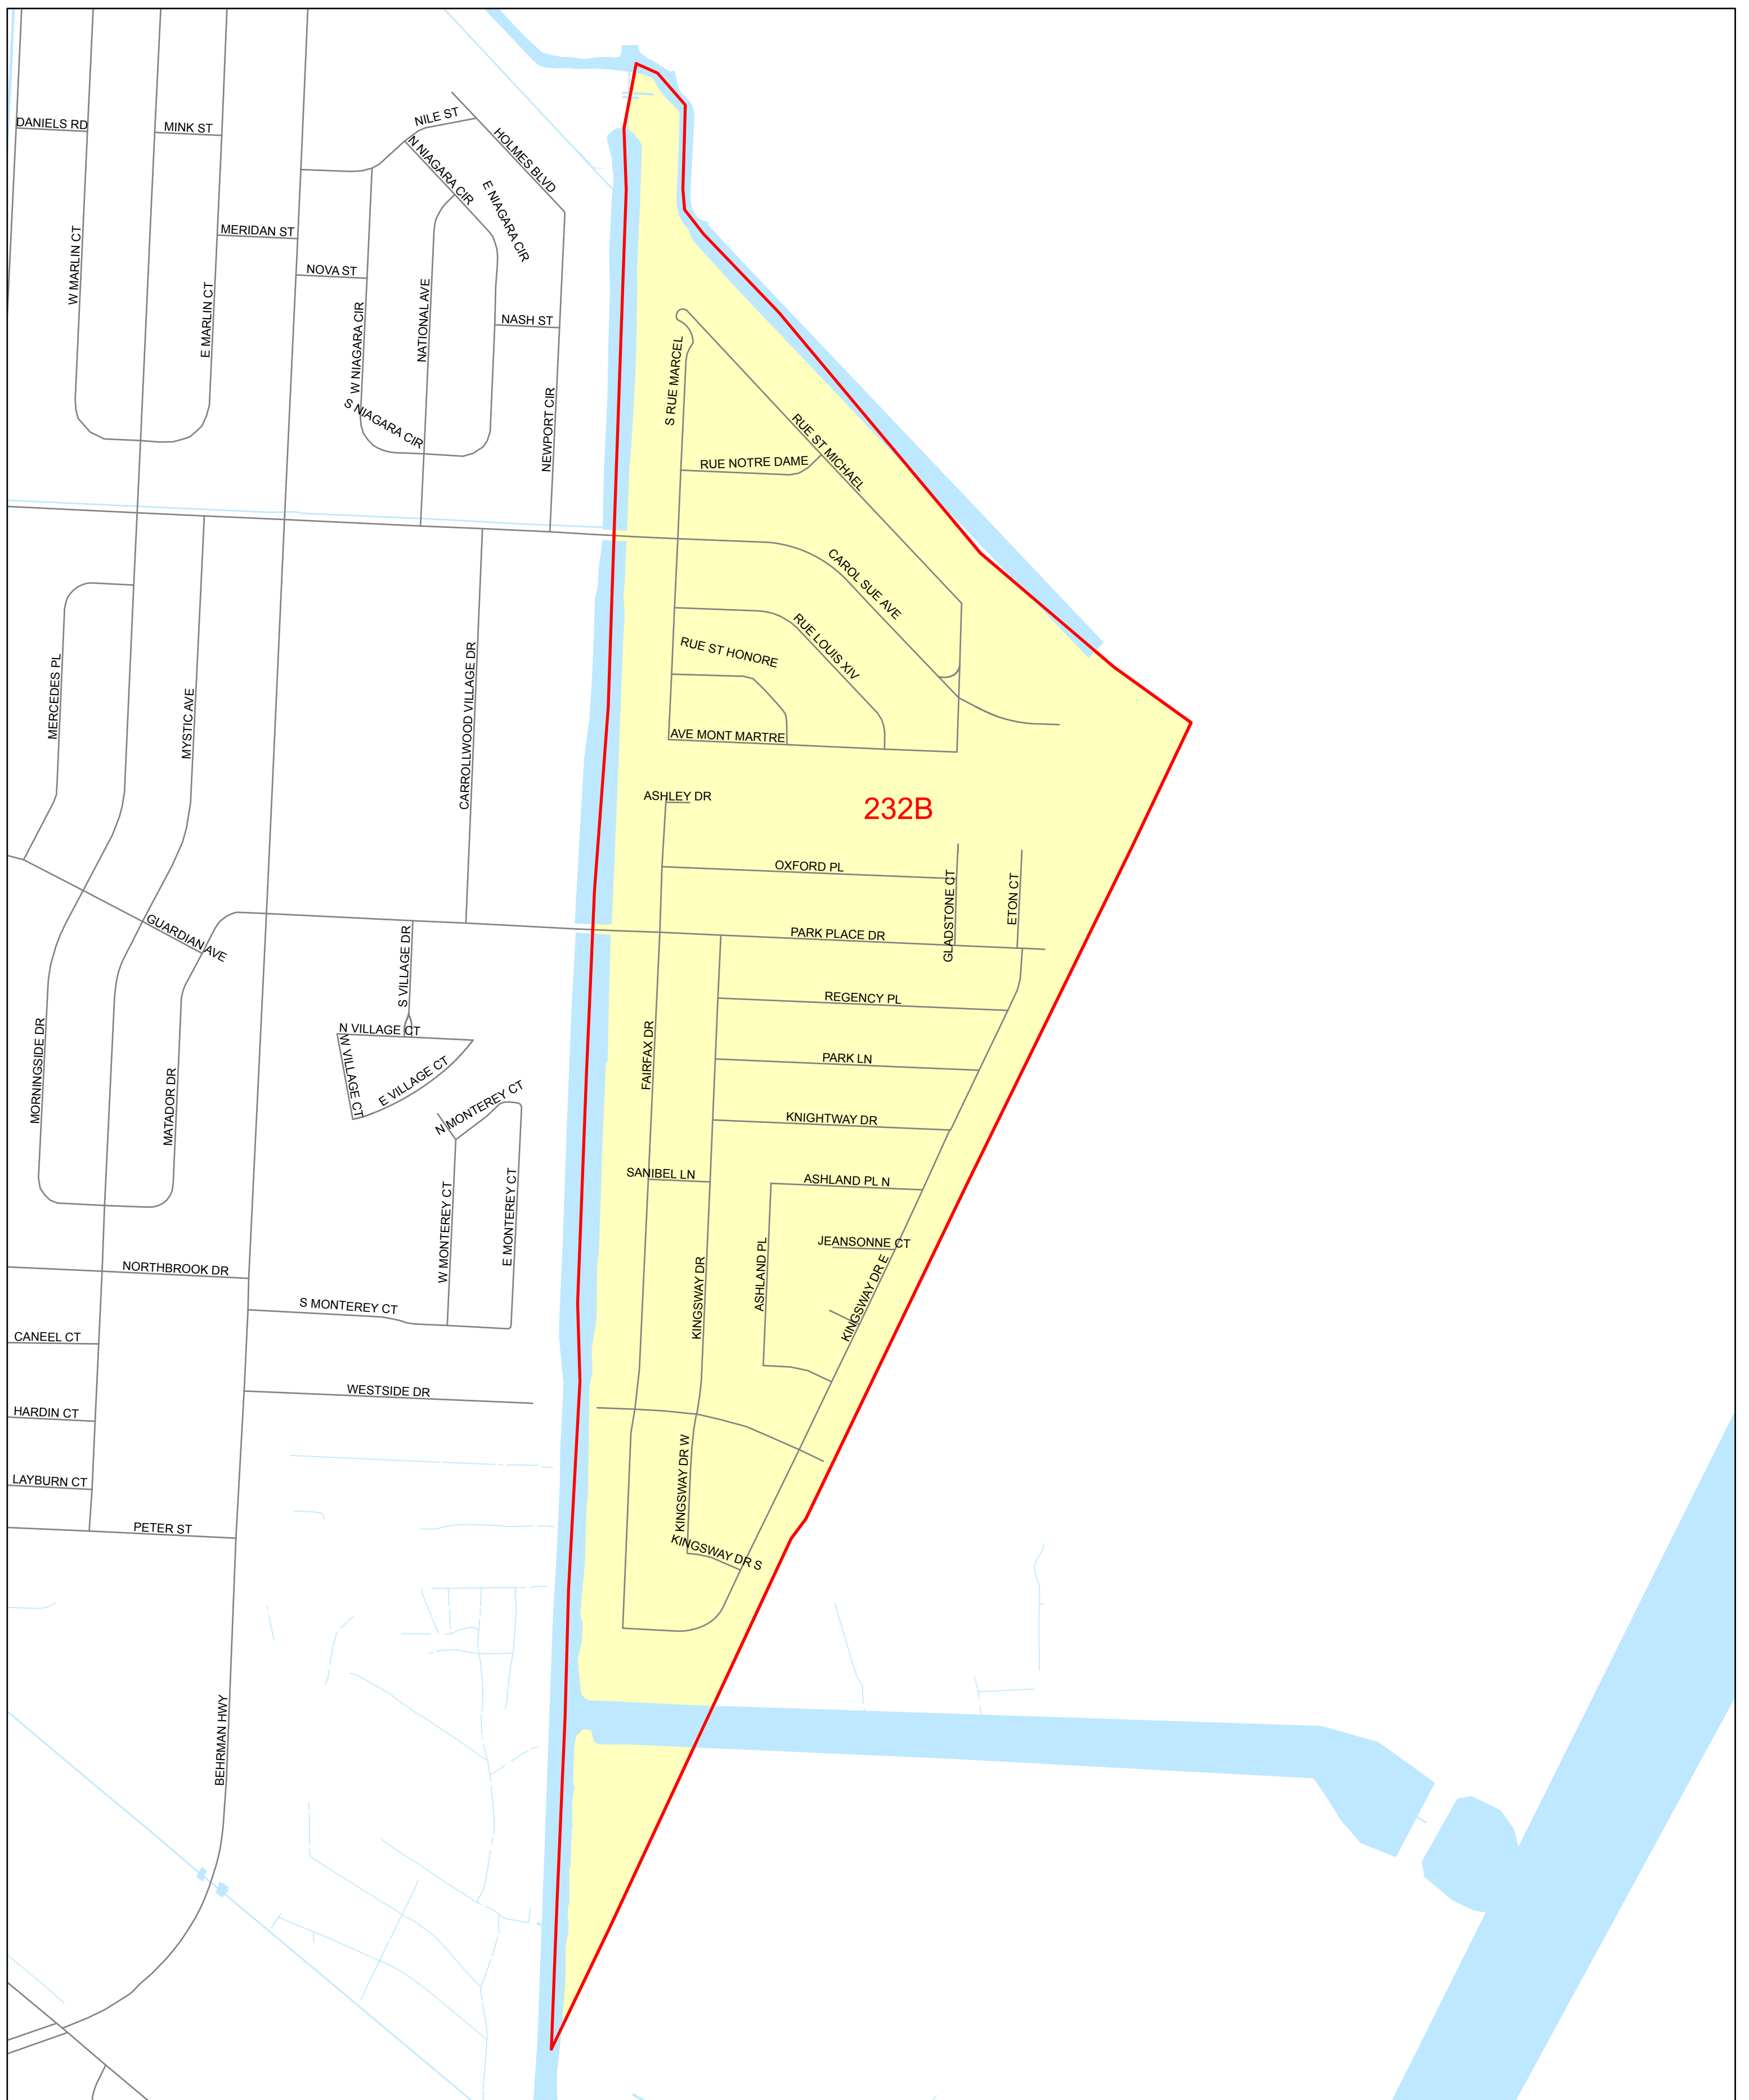 DANIELS RD
MINK ST
NILE ST
HOLMES BLVD
N NIAGARA CIR
E NIAGARA CIR
W MARLIN CT
MERIDAN ST
E MARLIN CT
NOVA ST
W NIAGARA CIR
NATIONAL AVE
NASH ST
S NIAGARA CIR
NEWPORT CIR
S RUE MARCEL
RUE ST MICHAEL
RUE NOTRE DAME
CAROL SUE AVE
RUE LOUIS XIV
RUE ST HONORE
AVE MONT MARTRE
MERCEDES PL
MYSTIC AVE
CARROLLWOOD VILLAGE DR
ASHLEY DR
232B
OXFORD PL
GLADSTONE CT
ETON CT
GUARDIAN AVE
PARK PLACE DR
S VILLAGE DR
REGENCY PL
N VILLAGE CT
W VILLAGE CT
E VILLAGE CT
FAIRFAX DR
PARK LN
MORNINGSIDE DR
MATADOR DR
N MONTEREY CT
KNIGHTWAY DR
SANIBEL LN
ASHLAND PL N
W MONTEREY CT
E MONTEREY CT
JEANSONNE CT
ASHLAND PL
KINGSWAY DR E
KINGSWAY DR
NORTHBROOK DR
S MONTEREY CT
CANEEL CT
WESTSIDE DR
HARDIN CT
KINGSWAY DR W
LAYBURN CT
PETER ST
KINGSWAY DR S
BEHRMAN HWY